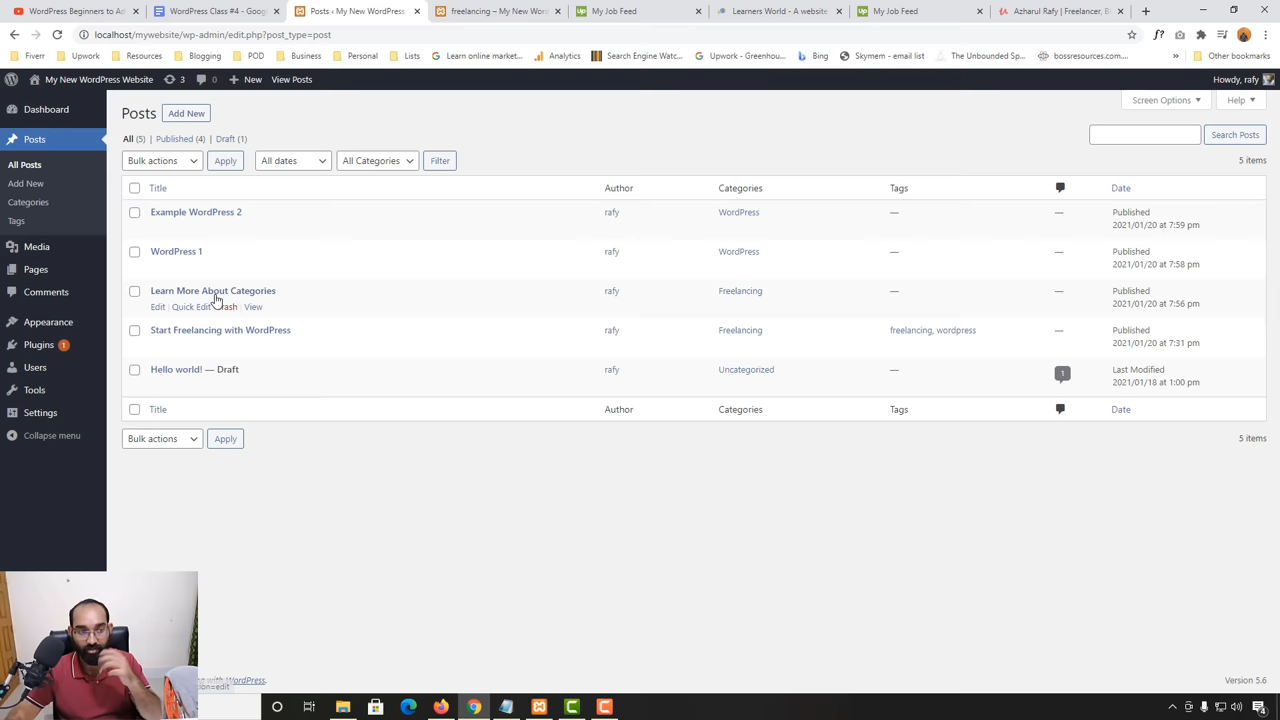 WordPress Beginners to Ad
WordPress Class #4 - Googl
Posts ‹ My New WordPress
freelancing – My New Wor
My Job Feed
Learners World - A website
My Job Feed
Azharul Rafy | Freelancer, B
localhost/mywebsite/wp-admin/edit.php?post_type=post
Fiverr Upwork Resources Blogging POD Business Personal Lists Learn online market... Analytics Search Engine Watc... Upwork - Greenhou... Bing Skymem - email list The Unbounded Sp... bossresources.com... Other bookmarks
My New WordPress Website 3 0 New View Posts Howdy, rafy
Dashboard
Posts
All Posts
Add New
Categories
Tags
Media
Pages
Comments
Appearance
Plugins 1
Users
Tools
Settings
Collapse menu
Posts Add New
Screen Options Help
All (5) | Published (4) | Draft (1)
Search Posts
Bulk actions Apply All dates All Categories Filter
5 items
Title Author Categories Tags Date
Example WordPress 2 rafy WordPress — — Published
2021/01/20 at 7:59 pm
WordPress 1 rafy WordPress — — Published
2021/01/20 at 7:58 pm
Learn More About Categories rafy Freelancing — — Published
Edit | Quick Edit Trash | View 2021/01/20 at 7:56 pm
Start Freelancing with WordPress rafy Freelancing freelancing, wordpress — Published
2021/01/20 at 7:31 pm
Hello world! — Draft rafy Uncategorized — 1 Last Modified
2021/01/18 at 1:00 pm
Title Author Categories Tags Date
Bulk actions Apply
5 items
with WordPress.
Version 5.6
4